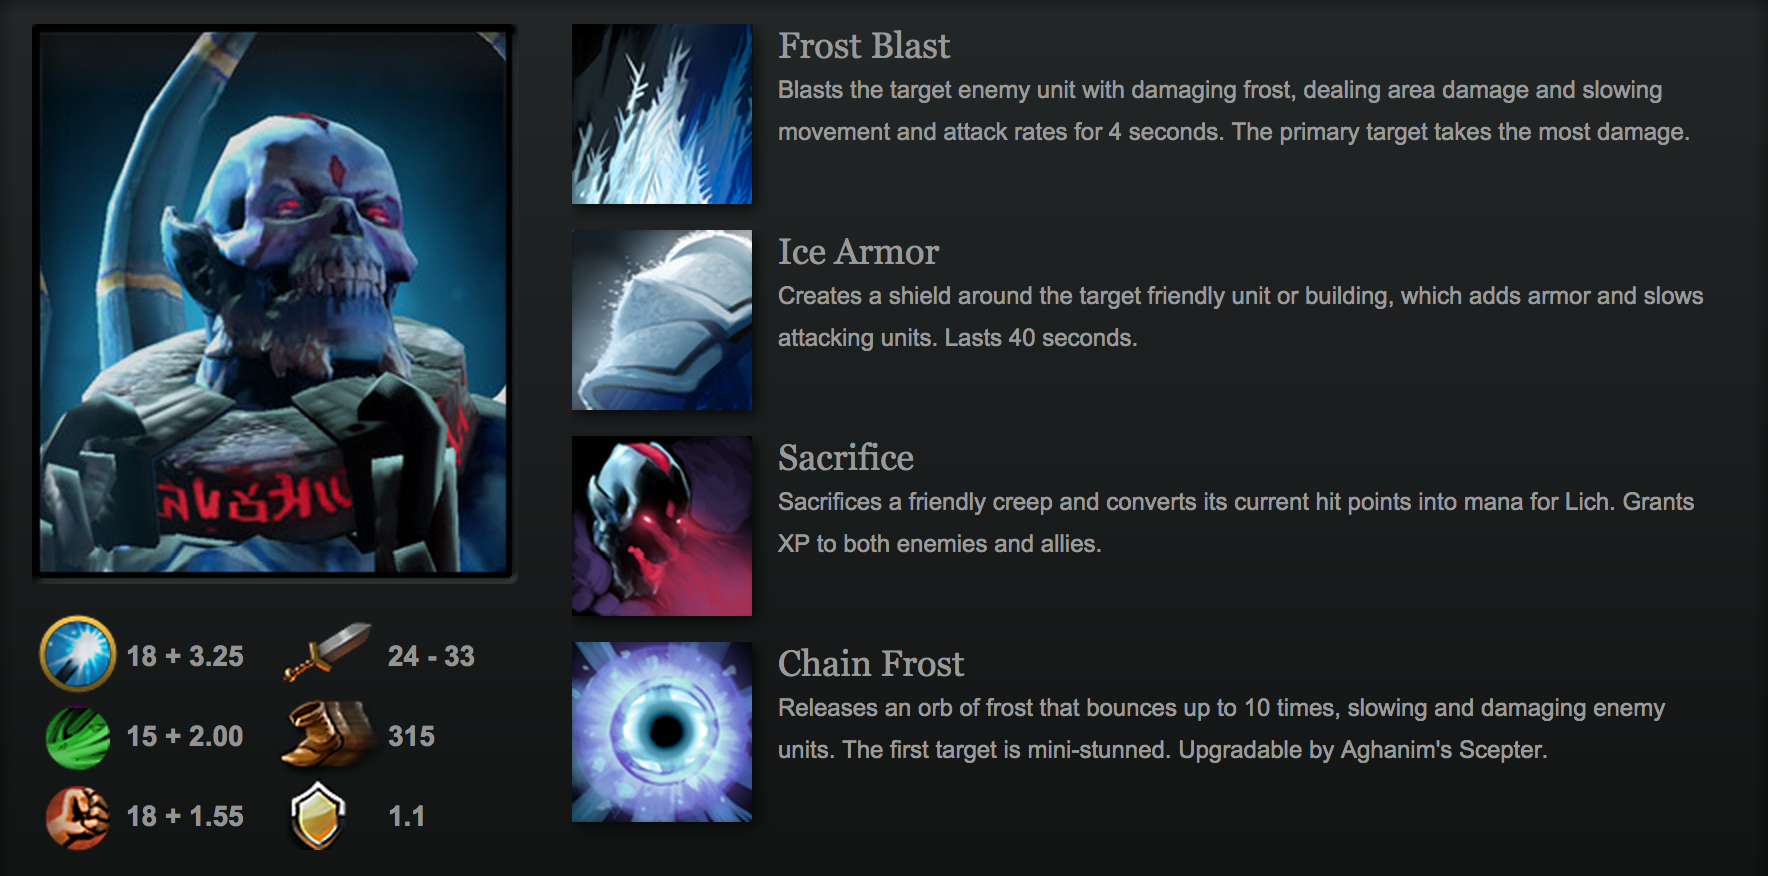 Frost Blast
Blasts the target enemy unit with damaging frost, dealing area damage and slowing
movement and attack rates for 4 seconds. The primary target takes the most damage.
Ice Armor
Creates a shield around the target friendly unit or building, which adds armor and slows
attacking units. Lasts 40 seconds.
Sacrifice
Sacrifices a friendly creep and converts its current hit points into mana for Lich. Grants
XP to both enemies and allies.
Chain Frost
Releases an orb of frost that bounces up to 10 times, slowing and damaging enemy
units. The first target is mini-stunned. Upgradable by Aghanim's Scepter.
18 + 3.25
24 - 33
15 + 2.00
315
18 + 1.55
1.1